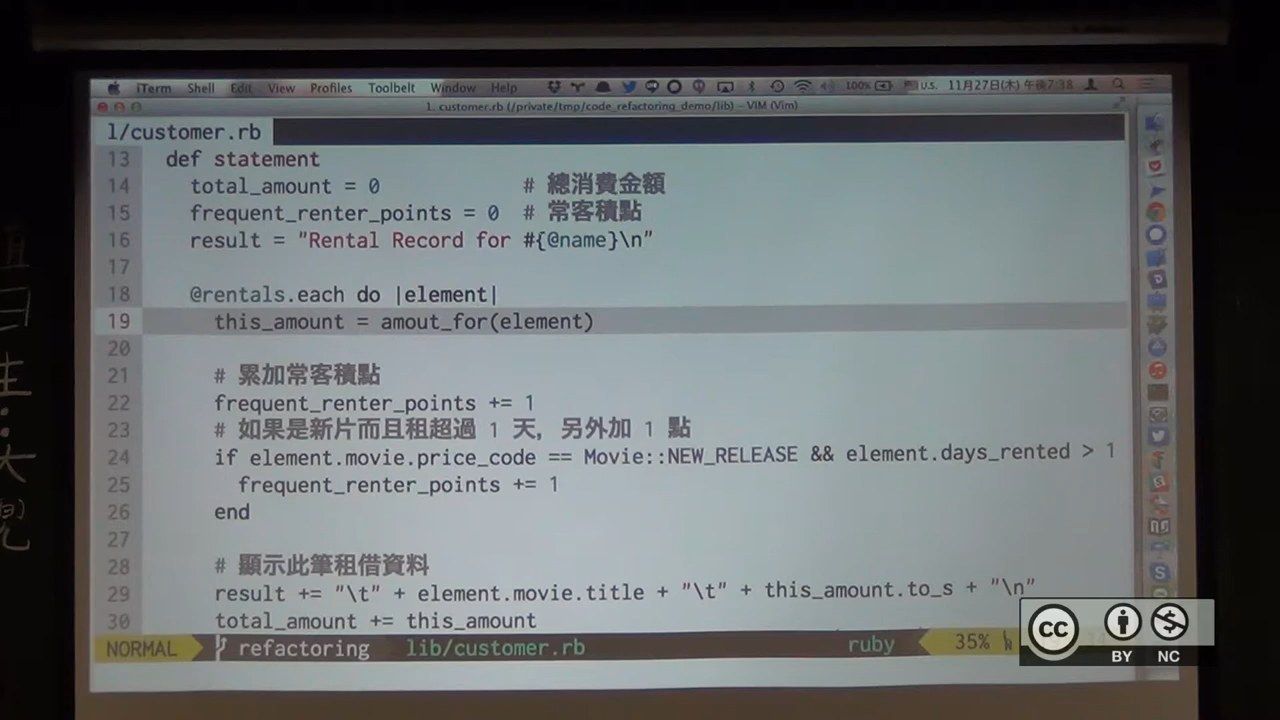 iTerm Shell Edit View Profiles Toolbelt Window Help 100% U.S. 11月27日(木) 午後7:38
1. customer.rb (/private/tmp/code_refactoring_demo/lib) – VIM (Vim)
l/customer.rb
13 def statement
14 total_amount = 0 # 總消費金額
15 frequent_renter_points = 0 # 常客積點
16 result = "Rental Record for #{@name}\n"
17
18 @rentals.each do |element|
19 this_amount = amout_for(element)
20
21 # 累加常客積點
22 frequent_renter_points += 1
23 # 如果是新片而且租超過 1 天，另外加 1 點
24 if element.movie.price_code == Movie::NEW_RELEASE && element.days_rented > 1
25 frequent_renter_points += 1
26 end
27
28 # 顯示此筆租借資料
29 result += "\t" + element.movie.title + "\t" + this_amount.to_s + "\n"
30 total_amount += this_amount
NORMAL refactoring lib/customer.rb ruby 35%
cc
BY NC